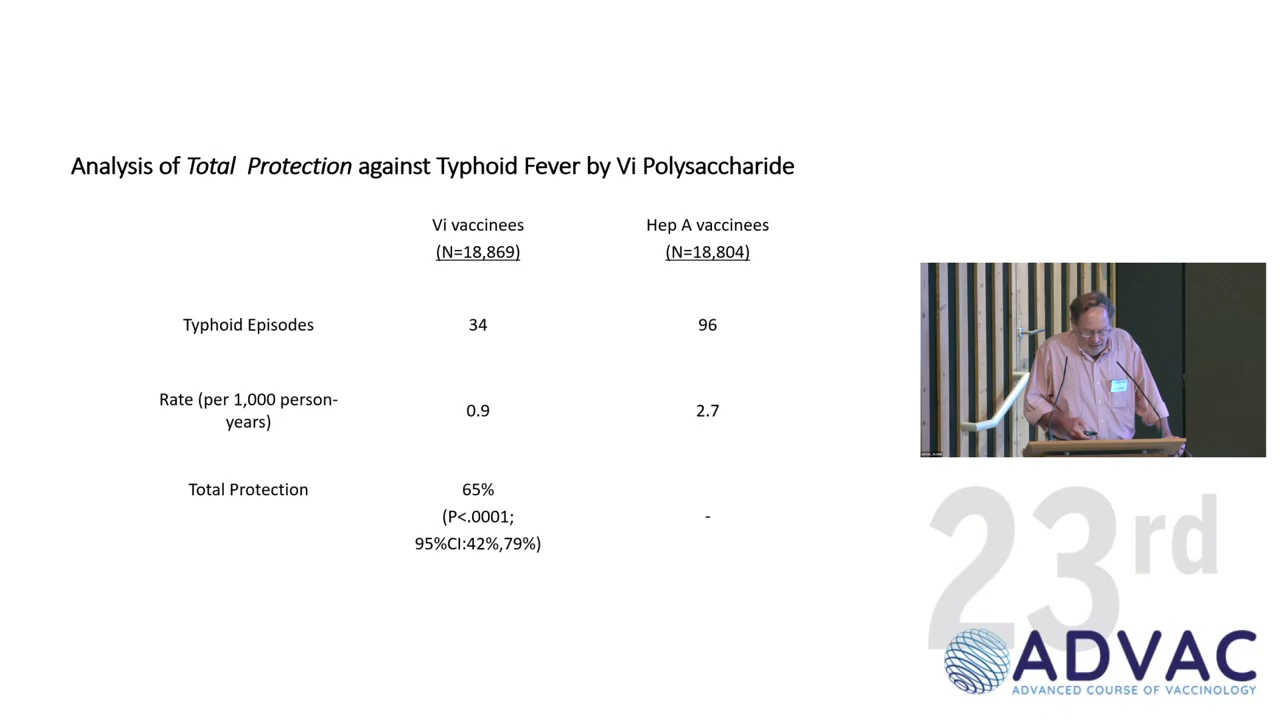 Analysis of Total Protection against Typhoid Fever by Vi Polysaccharide
Vi vaccinees
(N=18,869)
Hep A vaccinees
(N=18,804)
Typhoid Episodes
34
96
Rate (per 1,000 person-
years)
0.9
2.7
Total Protection
65%
(P<.0001;
95%CI:42%,79%)
-
23rd
ADVAC
ADVANCED COURSE OF VACCINOLOGY